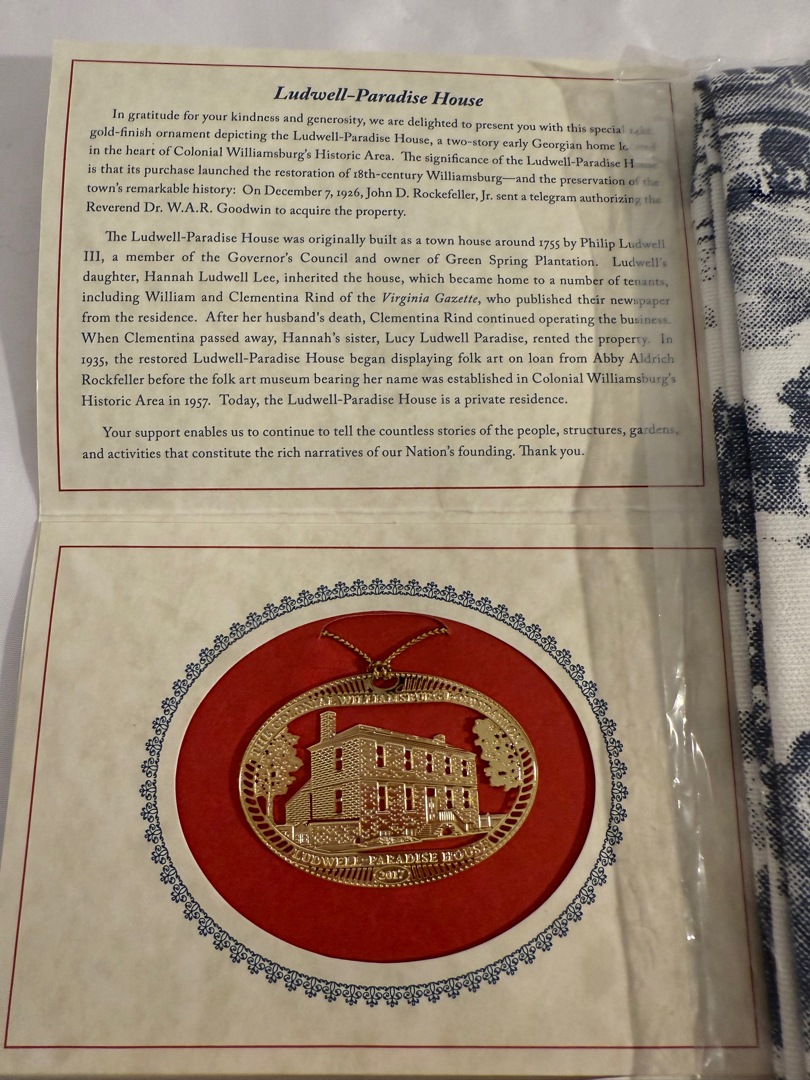 Ludwell-Paradise House
In gratitude for your kindness and generosity, we are delighted to present you with this special
gold-finish ornament depicting the Ludwell-Paradise House, a two-story early Georgian home
in the heart of Colonial Williamsburg's Historic Area. The significance of the Ludwell-Paradise House
is that its purchase launched the restoration of 18th-century Williamsburg—and the preservation of the
town's remarkable history: On December 7, 1926, John D. Rockefeller, Jr. sent a telegram authorizing the
Reverend Dr. W.A.R. Goodwin to acquire the property.
The Ludwell-Paradise House was originally built as a town house around 1755 by Philip Ludwell
III, a member of the Governor's Council and owner of Green Spring Plantation. Ludwell's
daughter, Hannah Ludwell Lee, inherited the house, which became home to a number of tenants,
including William and Clementina Rind of the Virginia Gazette, who published their newspaper
from the residence. After her husband's death, Clementina Rind continued operating the business.
When Clementina passed away, Hannah's sister, Lucy Ludwell Paradise, rented the property. In
1935, the restored Ludwell-Paradise House began displaying folk art on loan from Abby Aldrich
Rockfeller before the folk art museum bearing her name was established in Colonial Williamsburg's
Historic Area in 1957. Today, the Ludwell-Paradise House is a private residence.
Your support enables us to continue to tell the countless stories of the people, structures, gardens,
and activities that constitute the rich narratives of our Nation's founding. Thank you.
WILLIAMSBURG
LUDWELL-PARADISE HOUSE
2017